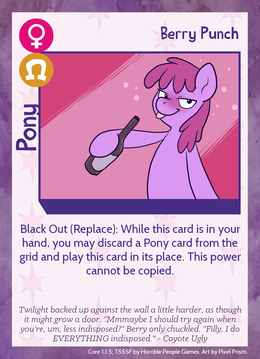 Berry Punch
Pony
Black Out (Replace): While this card is in your
hand, you may discard a Pony card from the
grid and play this card in its place. This power
cannot be copied.
Twilight backed up against the wall a little harder, as though
it might grow a door. “Mmmaybe I should try again when
you’re, um, less indisposed?” Berry only chuckled. “Filly, I do
EVERYTHING indisposed.” - Coyote Ugly
Core 1.1.5, TSSSF by Horrible People Games. Art by Pixel Prism.